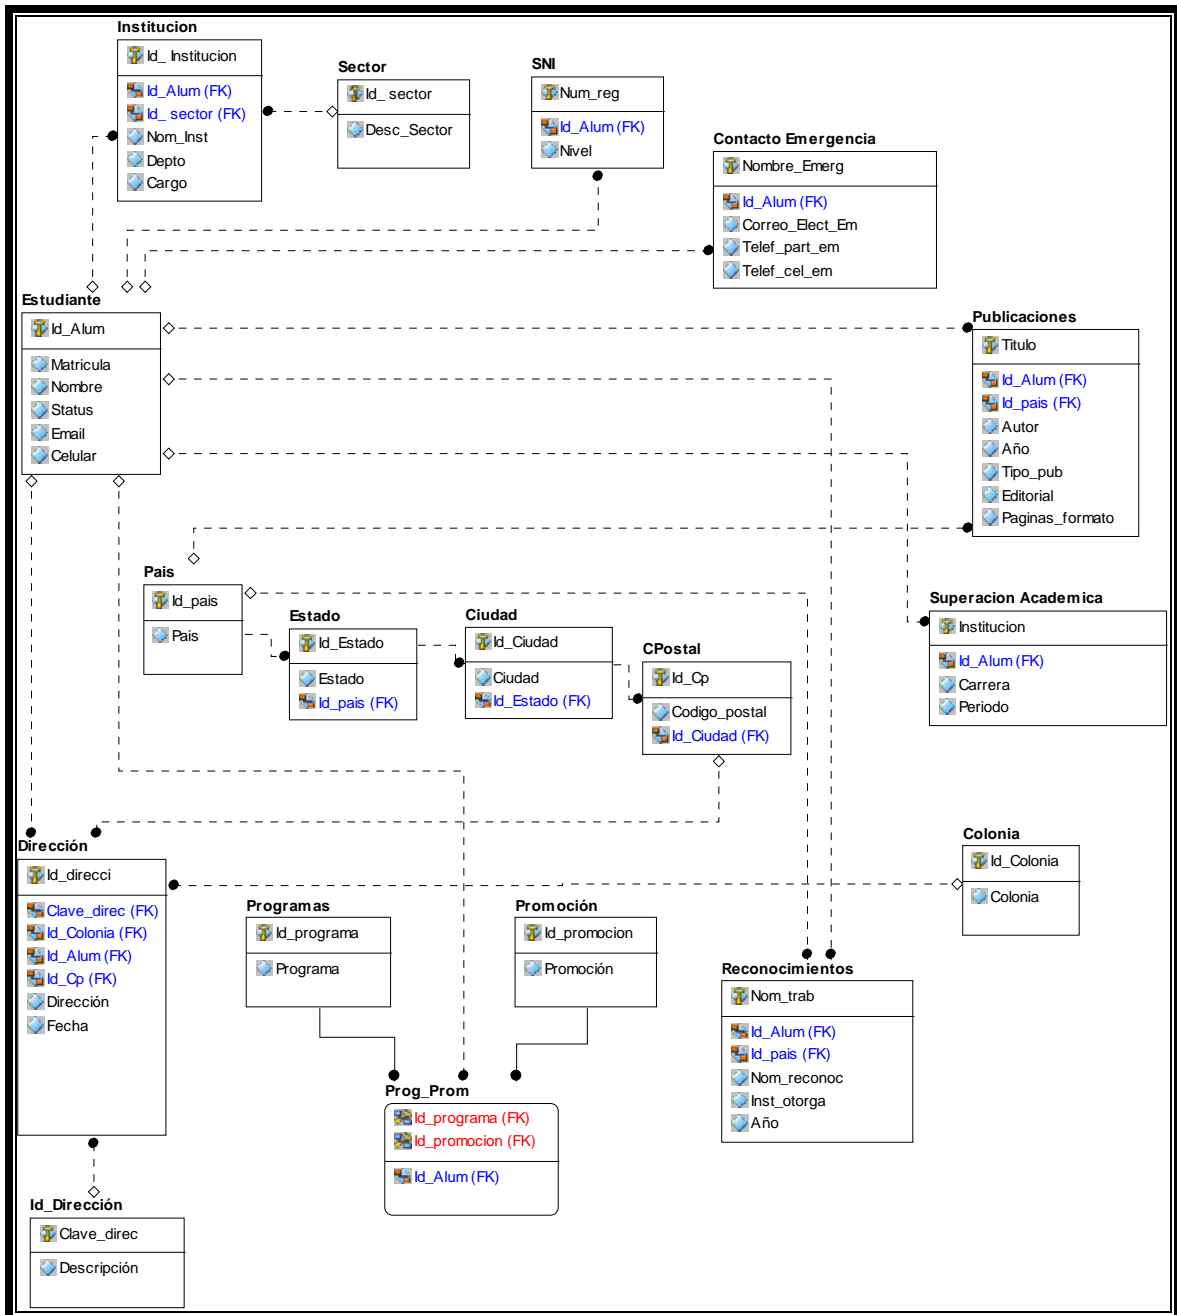 Institucion
Id_ Institucion
Id_Alum (FK)
Id_ sector (FK)
Nom_Inst
Depto
Cargo
Sector
Id_ sector
Desc_Sector
SNI
Num_reg
Id_Alum (FK)
Nivel
Contacto Emergencia
Nombre_Emerg
Id_Alum (FK)
Correo_Elect_Em
Telef_part_em
Telef_cel_em
Estudiante
Id_Alum
Matricula
Nombre
Status
Email
Celular
Publicaciones
Titulo
Id_Alum (FK)
Id_pais (FK)
Autor
Año
Tipo_pub
Editorial
Paginas_formato
Pais
Id_pais
Pais
Estado
Id_Estado
Estado
Id_pais (FK)
Ciudad
Id_Ciudad
Ciudad
Id_Estado (FK)
CPostal
Id_Cp
Codigo_postal
Id_Ciudad (FK)
Superacion Academica
Institucion
Id_Alum (FK)
Carrera
Periodo
Dirección
Id_direcci
Clave_direc (FK)
Id_Colonia (FK)
Id_Alum (FK)
Id_Cp (FK)
Dirección
Fecha
Programas
Id_programa
Programa
Promoción
Id_promocion
Promoción
Colonia
Id_Colonia
Colonia
Reconocimientos
Nom_trab
Id_Alum (FK)
Id_pais (FK)
Nom_reconoc
Inst_otorga
Año
Prog_Prom
Id_programa (FK)
Id_promocion (FK)
Id_Alum (FK)
Id_Dirección
Clave_direc
Descripción